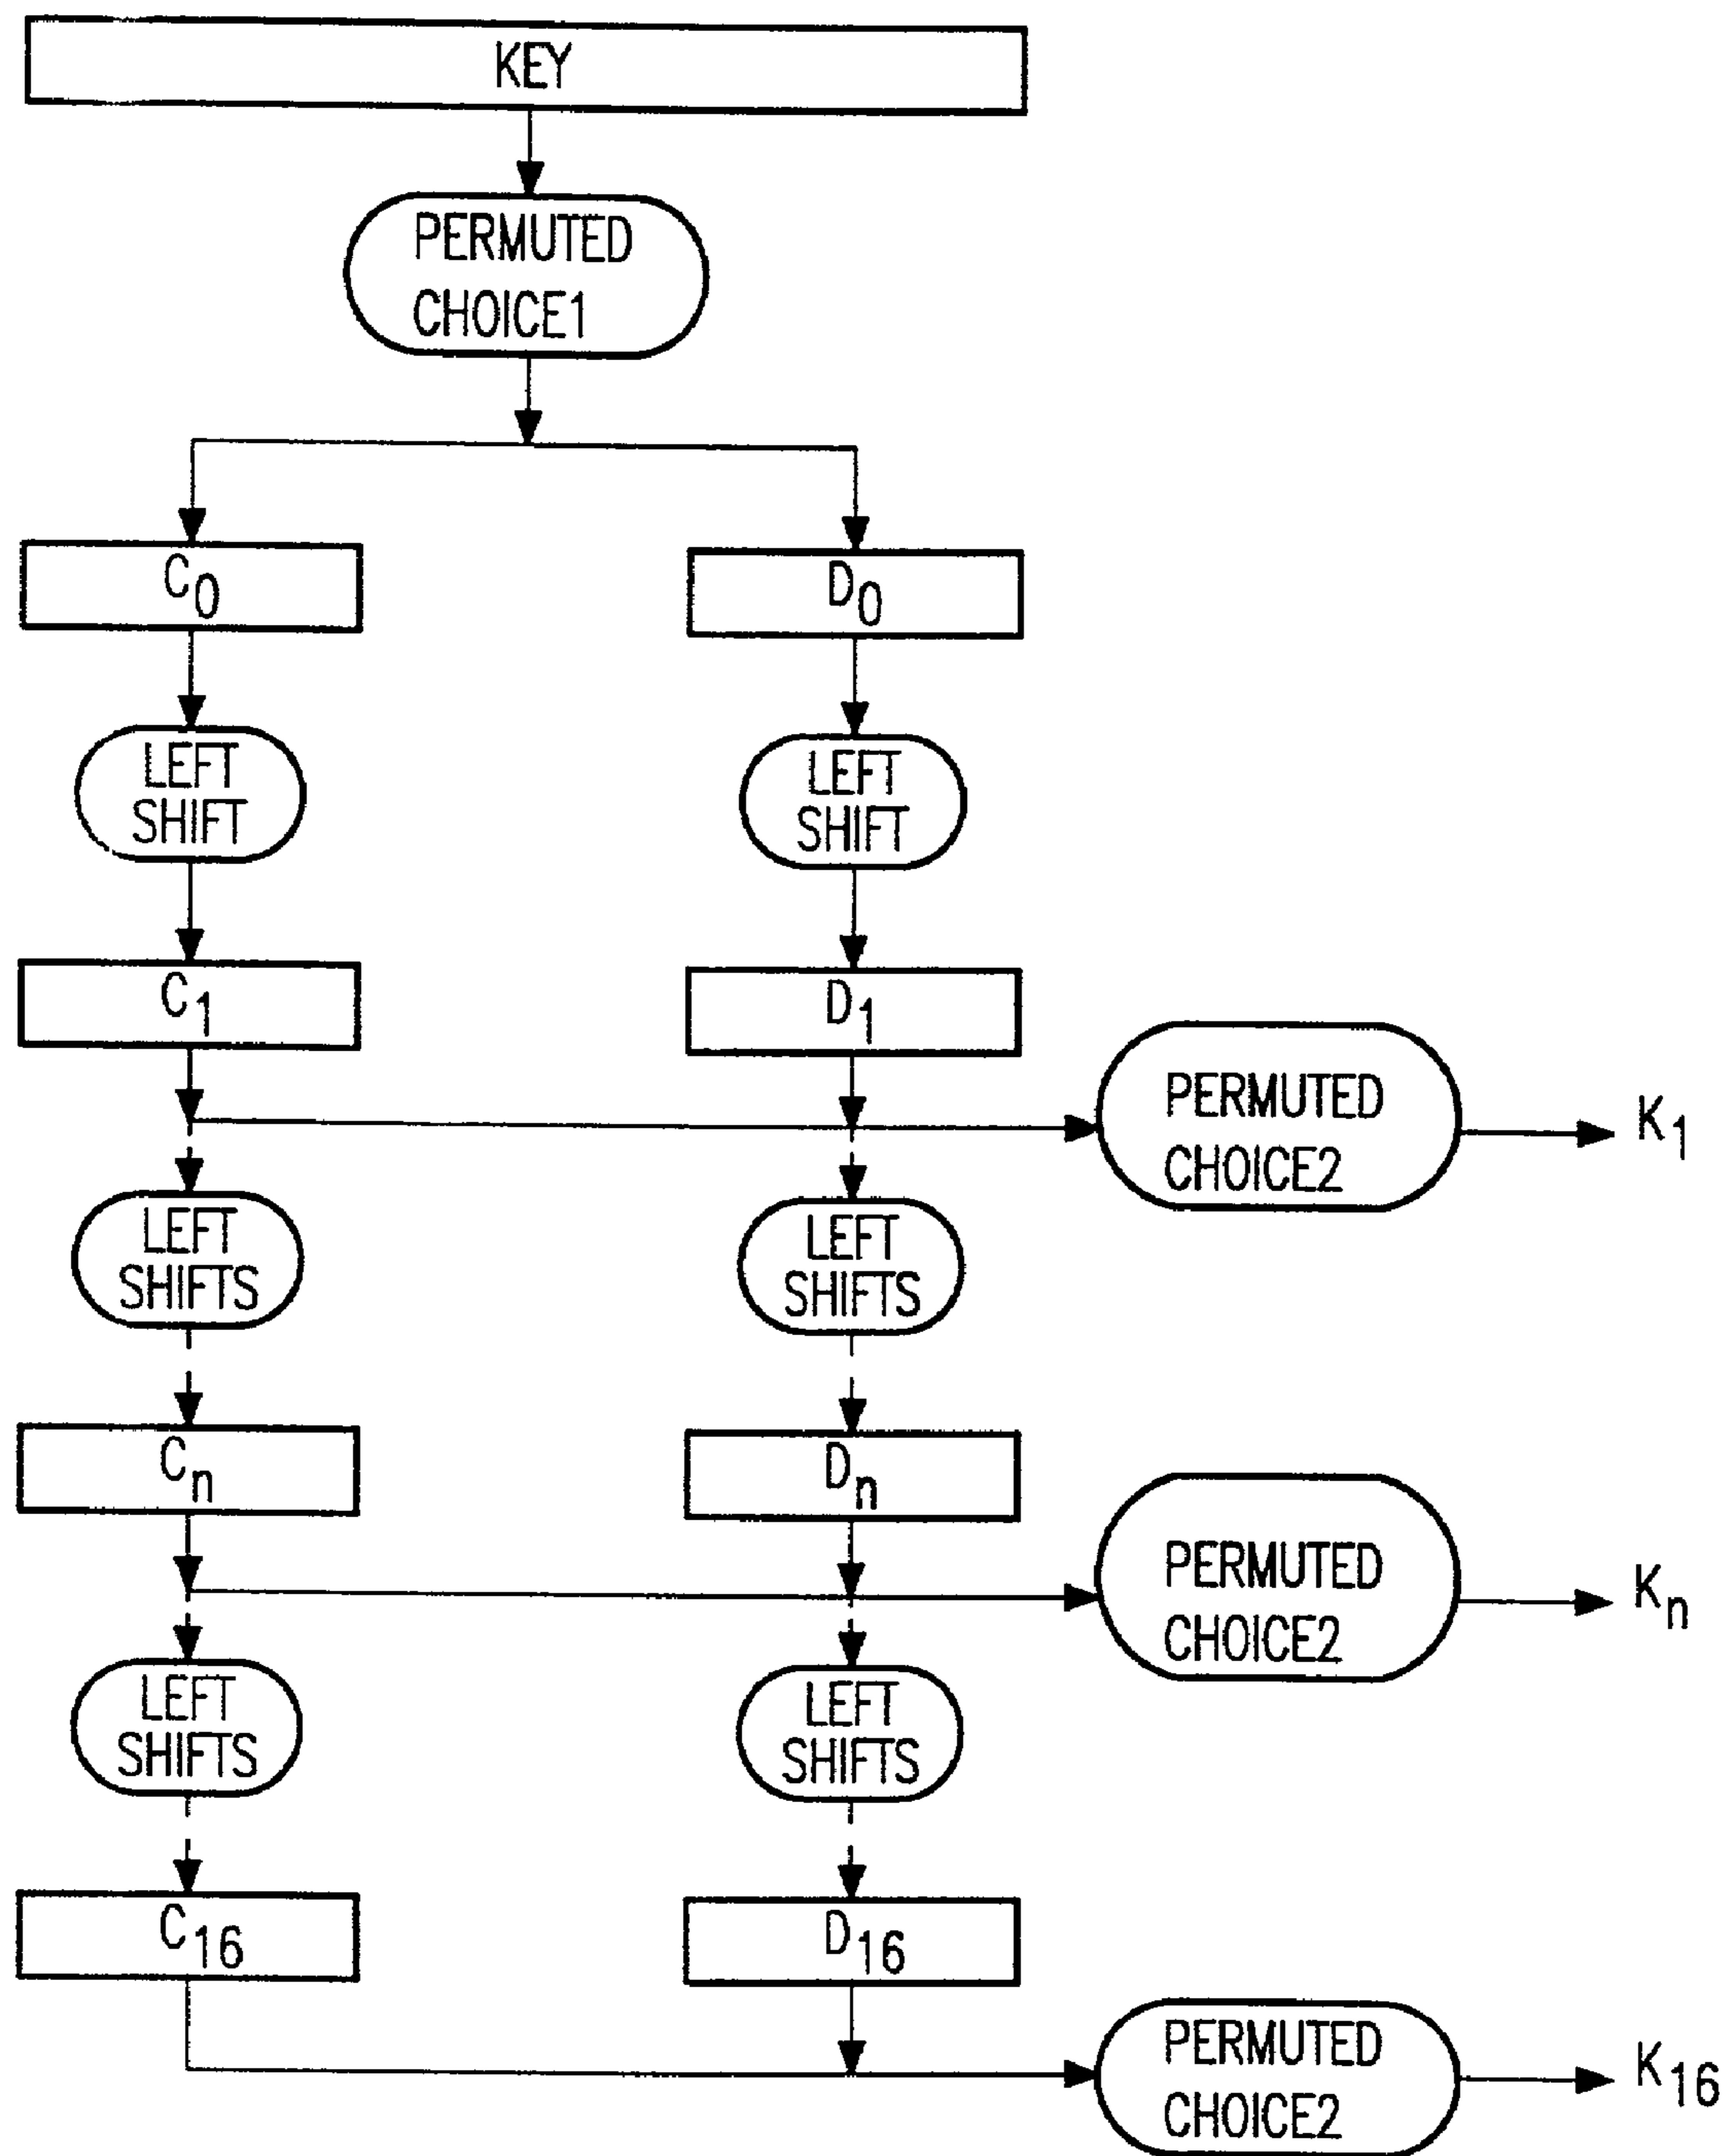 KEY
PERMUTED
CHOICE1
C0
D0
LEFT
SHIFT
LEFT
SHIFT
C1
D1
PERMUTED
CHOICE2
K1
LEFT
SHIFTS
LEFT
SHIFTS
Cn
Dn
PERMUTED
CHOICE2
Kn
LEFT
SHIFTS
LEFT
SHIFTS
C16
D16
PERMUTED
CHOICE2
K16